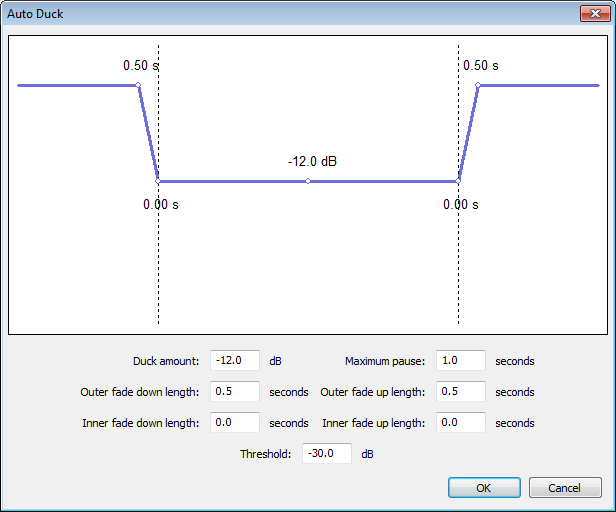 Auto Duck
0.50 s 0.50 s
-12.0 dB
0.00 s 0.00 s
Duck amount: -12.0 dB Maximum pause: 1.0 seconds
Outer fade down length: 0.5 seconds Outer fade up length: 0.5 seconds
Inner fade down length: 0.0 seconds Inner fade up length: 0.0 seconds
Threshold: -30.0 dB
OK Cancel